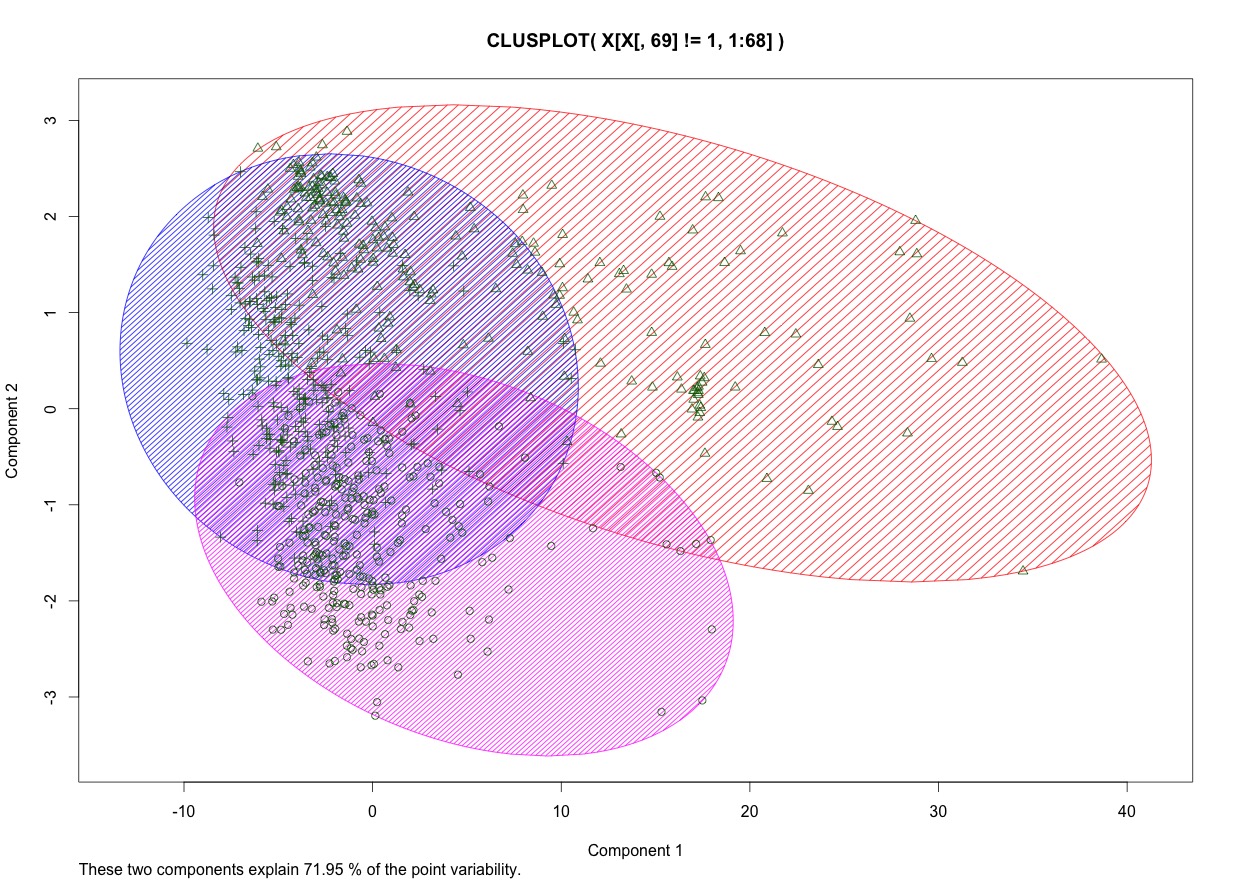 CLUSPLOT( X[X[, 69] != 1, 1:68] )
3
2
1
0
-1
-2
-3
Component 2
-10 0 10 20 30 40
Component 1
These two components explain 71.95 % of the point variability.